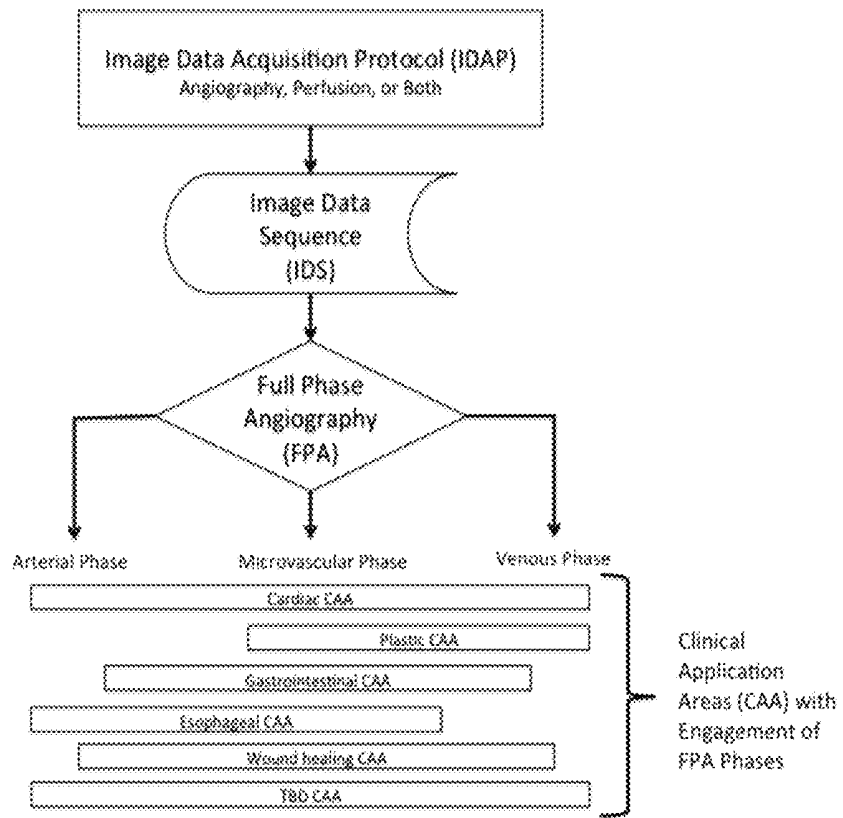 Image Data Acquisition Protocol (IDAP)
Angiography, Perfusion, or Both
Image Data
Sequence
(IDS)
Full Phase
Angiography
(FPA)
Arterial Phase
Microvascular Phase
Venous Phase
Cardiac CAA
Plastic CAA
Gastrointestinal CAA
Esophageal CAA
Wound healing CAA
TBD CAA
Clinical
Application
Areas (CAA) with
Engagement of
FPA Phases